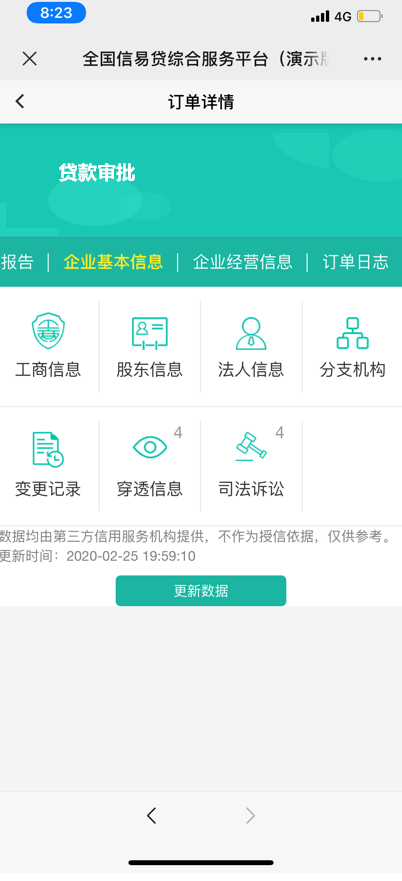 8:23
4G
全国信易贷综合服务平台（演示
订单详情
贷款审批
报告
企业基本信息
企业经营信息
订单日志
工商信息
股东信息
法人信息
分支机构
4
4
变更记录
穿透信息
司法诉讼
数据均由第三方信用服务机构提供，不作为授信依据，仅供参考。
更新时间：2020-02-25 19:59:10
更新数据